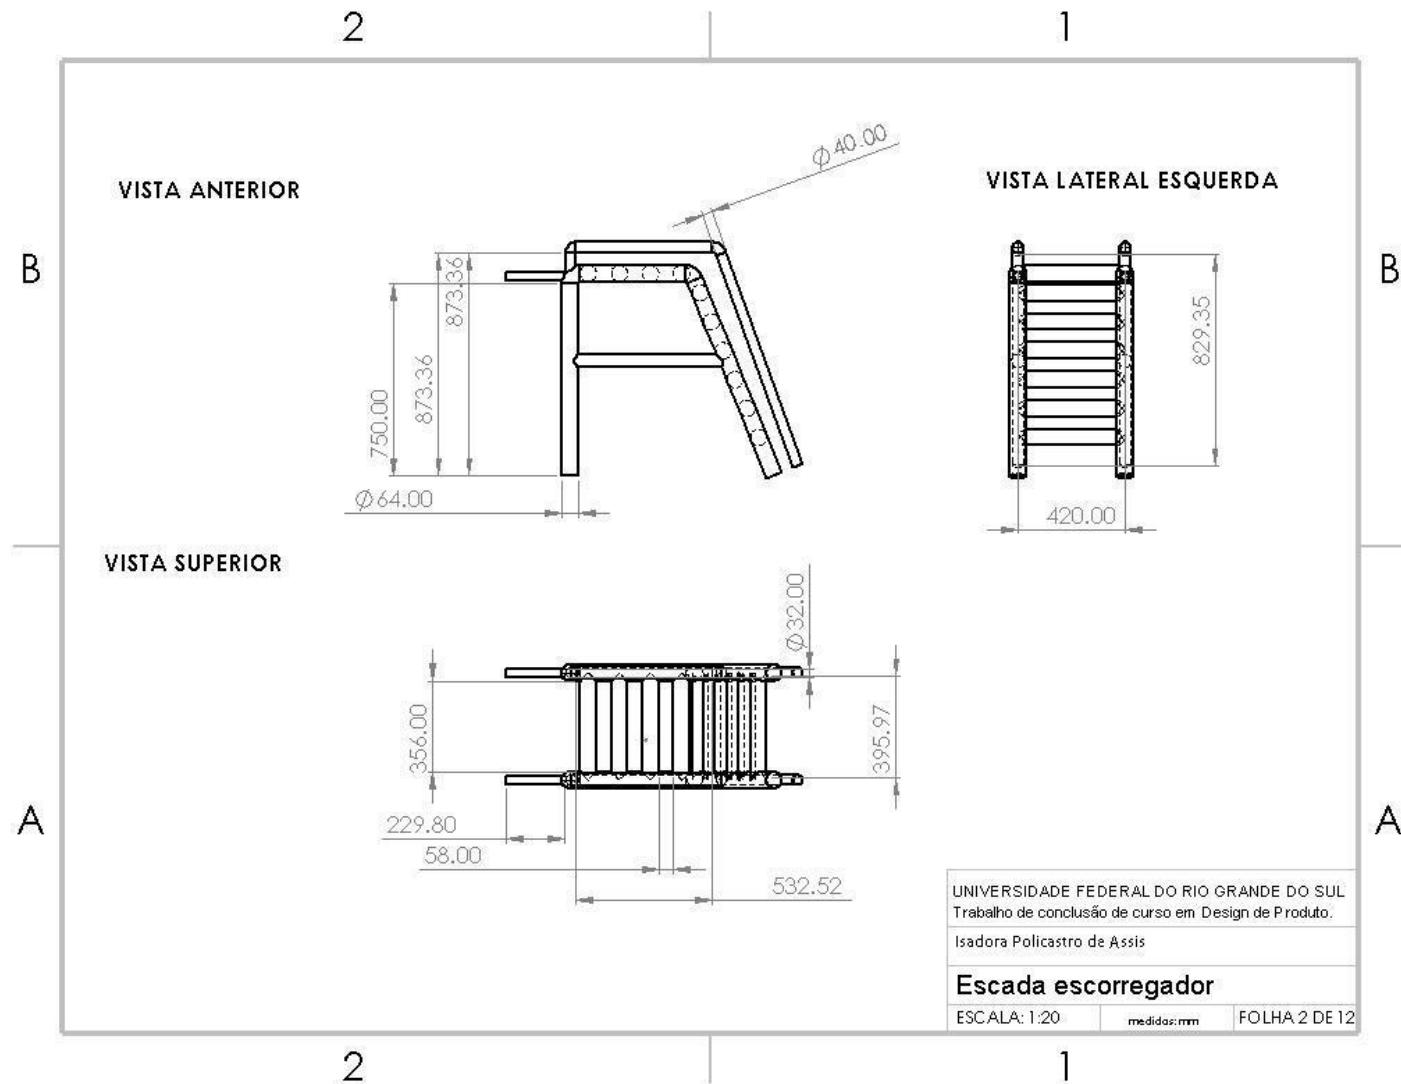 2
1
VISTA ANTERIOR
Ø40.00
VISTA LATERAL ESQUERDA
B
B
873.36
873.36
750.00
Ø64.00
829.35
420.00
VISTA SUPERIOR
Ø32.00
356.00
395.97
229.80
58.00
532.52
A
A
UNIVERSIDADE FEDERAL DO RIO GRANDE DO SUL
Trabalho de conclusão de curso em Design de Produto.
Isadora Policastro de Assis
Escada escorregador
ESCALA: 1:20
medidas: mm
FOLHA 2 DE 12
2
1